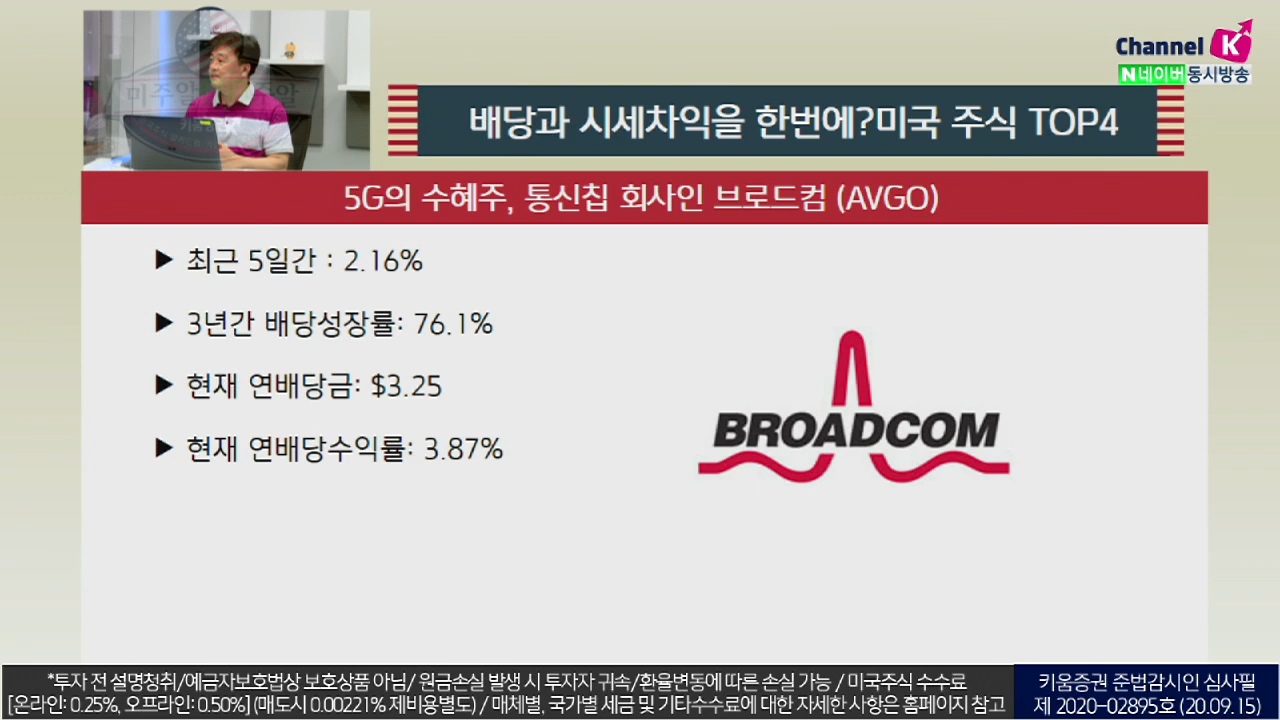 Channel K
N 네이버 동시방송
미주알
배당과 시세차익을 한번에?미국 주식 TOP4
5G의 수혜주, 통신칩 회사인 브로드컴 (AVGO)
▶ 최근 5일간 : 2.16%
▶ 3년간 배당성장률: 76.1%
▶ 현재 연배당금: $3.25
▶ 현재 연배당수익률: 3.87%
BROADCOM
*투자 전 설명청취/예금자보호법상 보호상품 아님/ 원금손실 발생 시 투자자 귀속/환율변동에 따른 손실 가능 / 미국주식 수수료
[온라인: 0.25%, 오프라인: 0.50%] (매도시 0.00221% 제비용별도) / 매체별, 국가별 세금 및 기타수수료에 대한 자세한 사항은 홈페이지 참고
키움증권 준법감시인 심사필
제 2020-02895호 (20.09.15)